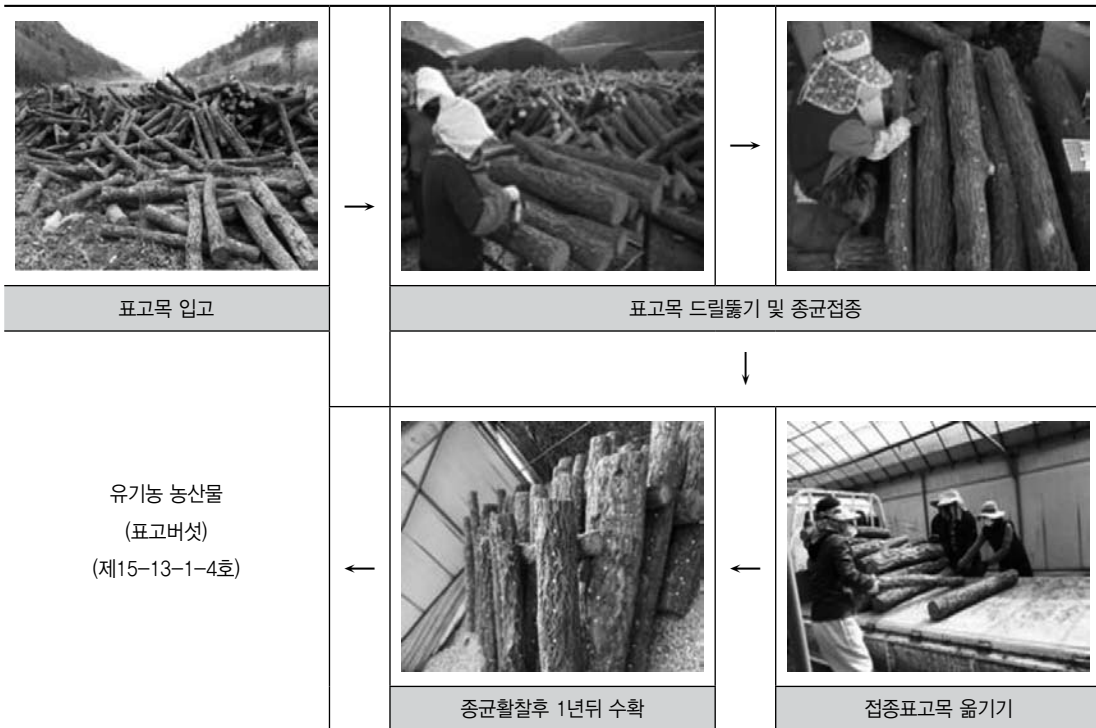 표고목 입고
표고목 드릴뚫기 및 종균접종
유기농 농산물
(표고버섯)
(제15-13-1-4호)
종균활찰후 1년뒤 수확
접종표고목 옮기기